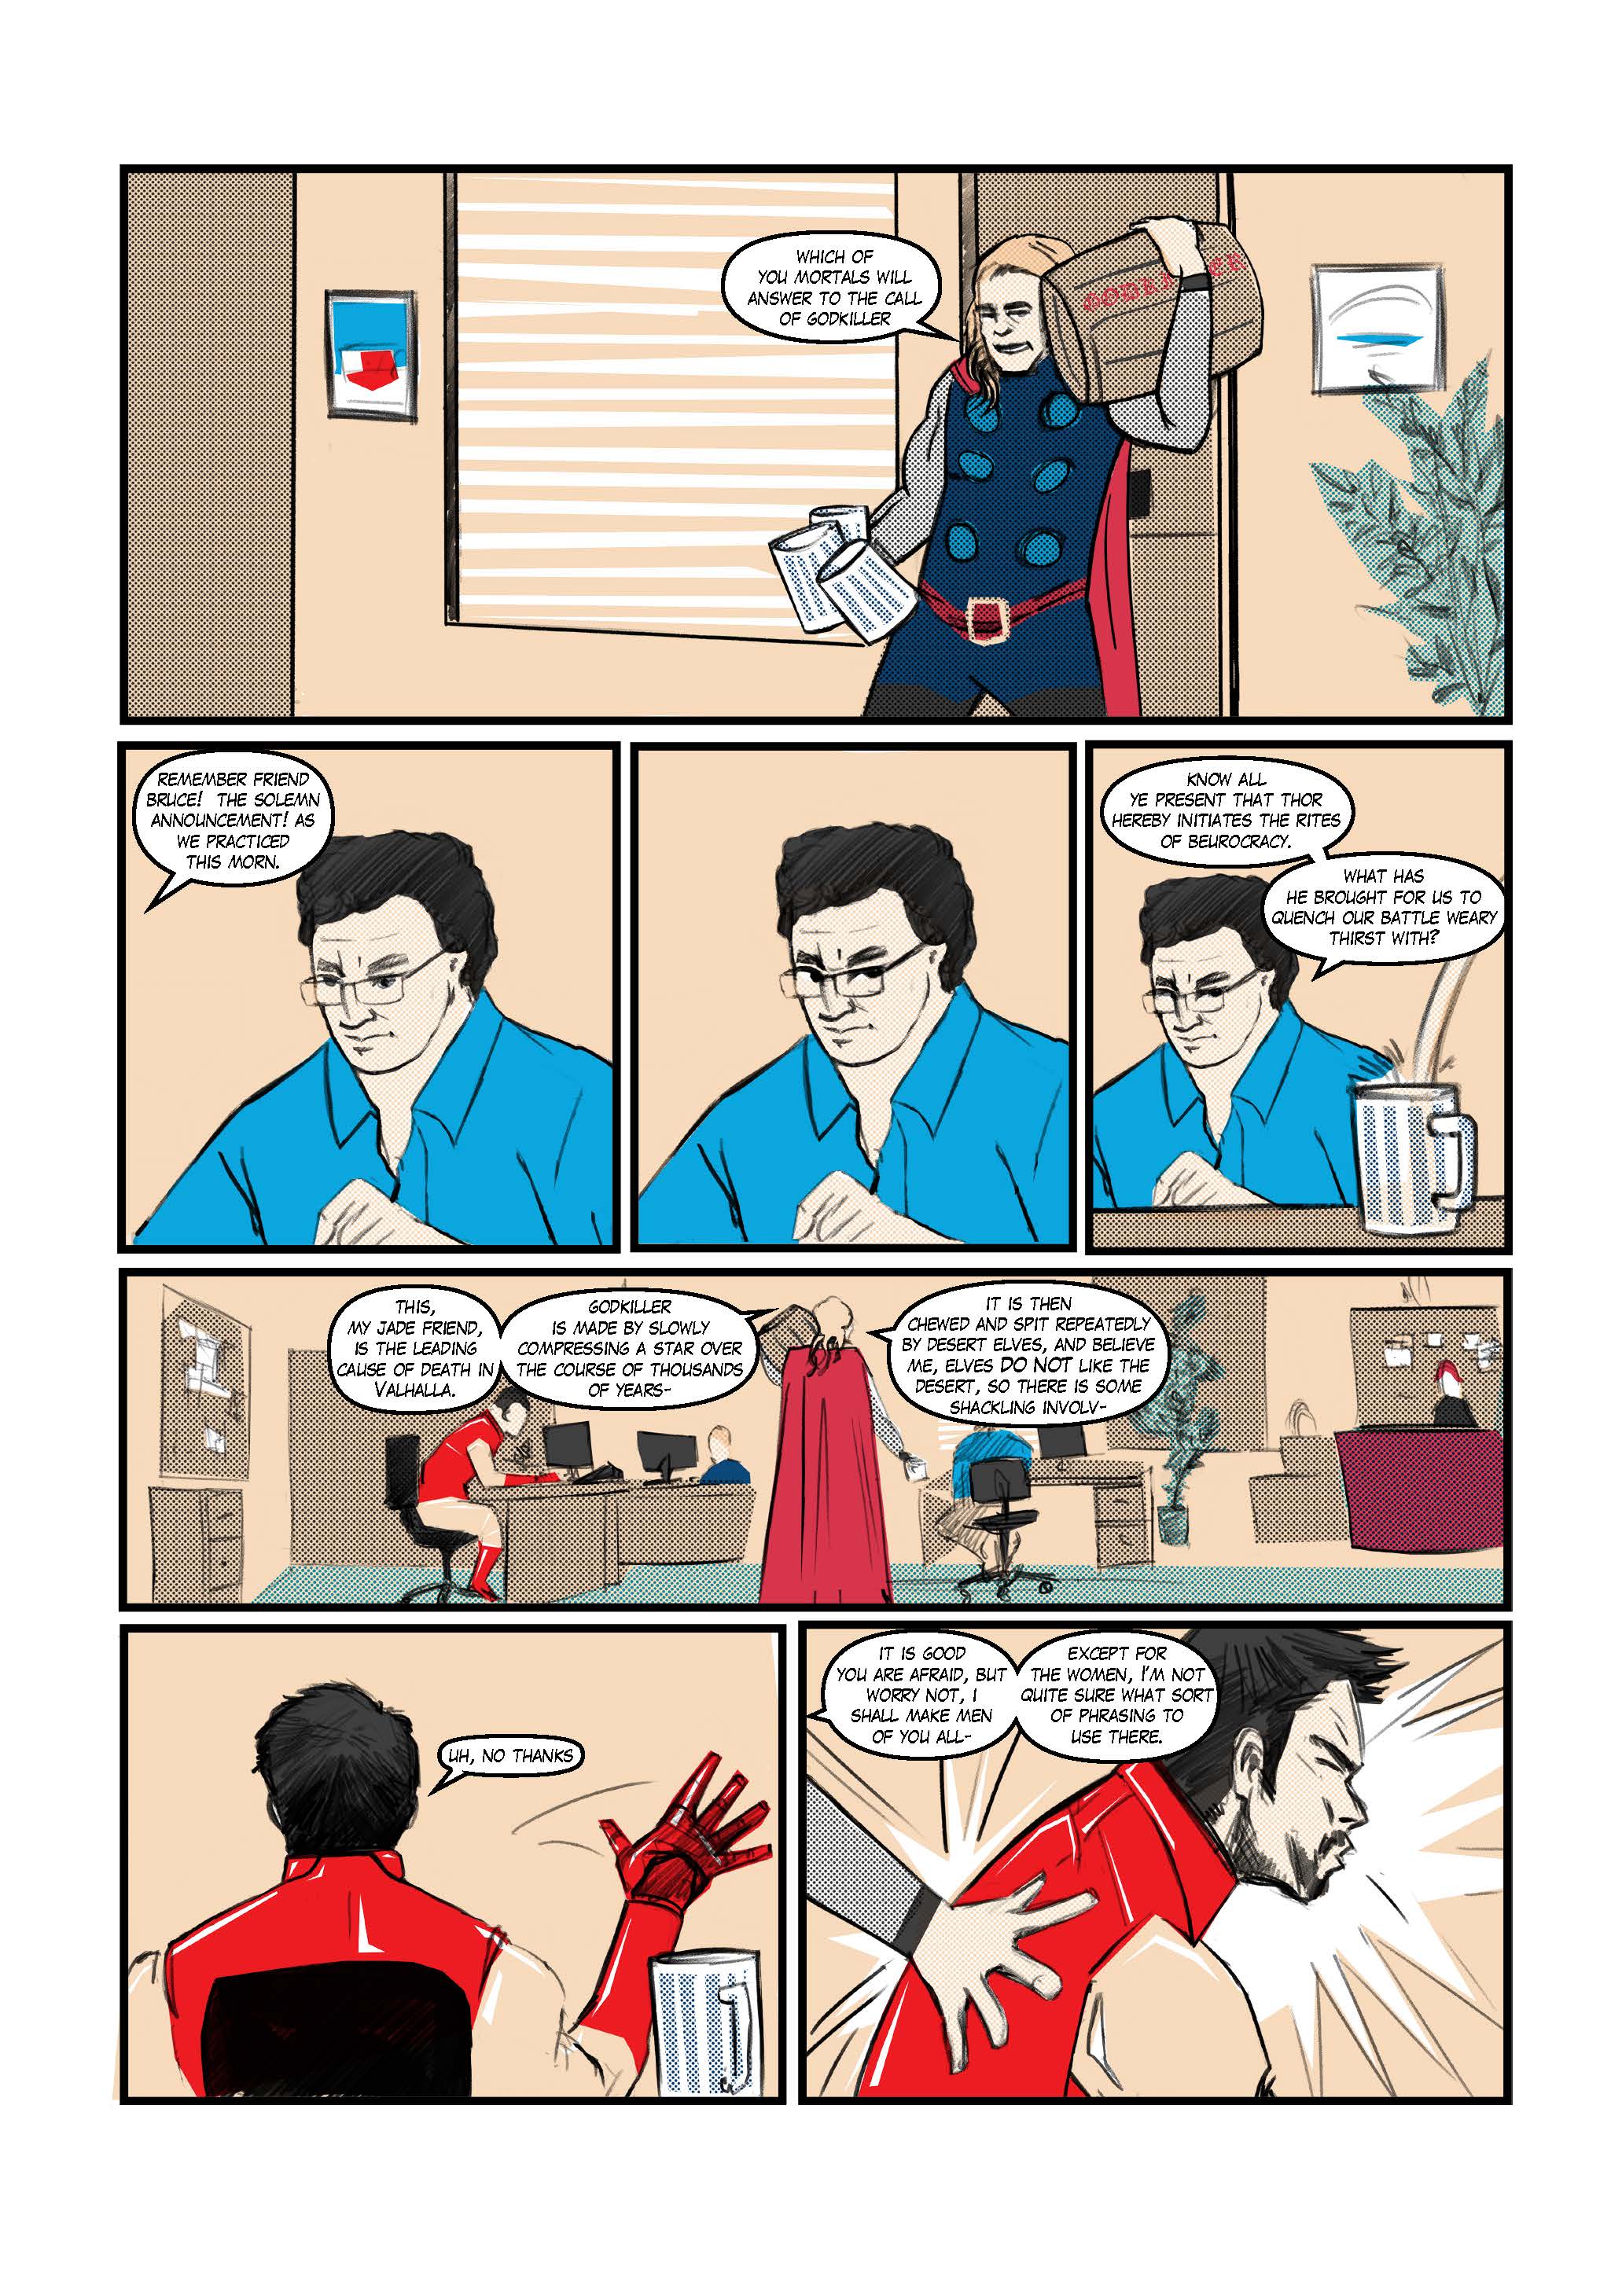 WHICH OF
YOU MORTALS WILL
ANSWER TO THE CALL
OF GODKILLER
REMEMBER FRIEND
BRUCE! THE SOLEMN
ANNOUNCEMENT! AS
WE PRACTICED
THIS MORN.
KNOW ALL
YE PRESENT THAT THOR
HEREBY INITIATES THE RITES
OF BEUROCRACY.
WHAT HAS
HE BROUGHT FOR US TO
QUENCH OUR BATTLE WEARY
THIRST WITH?
THIS,
MY JADE FRIEND,
IS THE LEADING
CAUSE OF DEATH IN
VALHALLA.
GODKILLER
IS MADE BY SLOWLY
COMPRESSING A STAR OVER
THE COURSE OF THOUSANDS
OF YEARS-
IT IS THEN
CHEWED AND SPIT REPEATEDLY
BY DESERT ELVES, AND BELIEVE
ME, ELVES DO NOT LIKE THE
DESERT, SO THERE IS SOME
SHACKLING INVOLV-
UH, NO THANKS
IT IS GOOD
YOU ARE AFRAID, BUT
WORRY NOT, I
SHALL MAKE MEN
OF YOU ALL-
EXCEPT FOR
THE WOMEN, I'M NOT
QUITE SURE WHAT SORT
OF PHRASING TO
USE THERE.